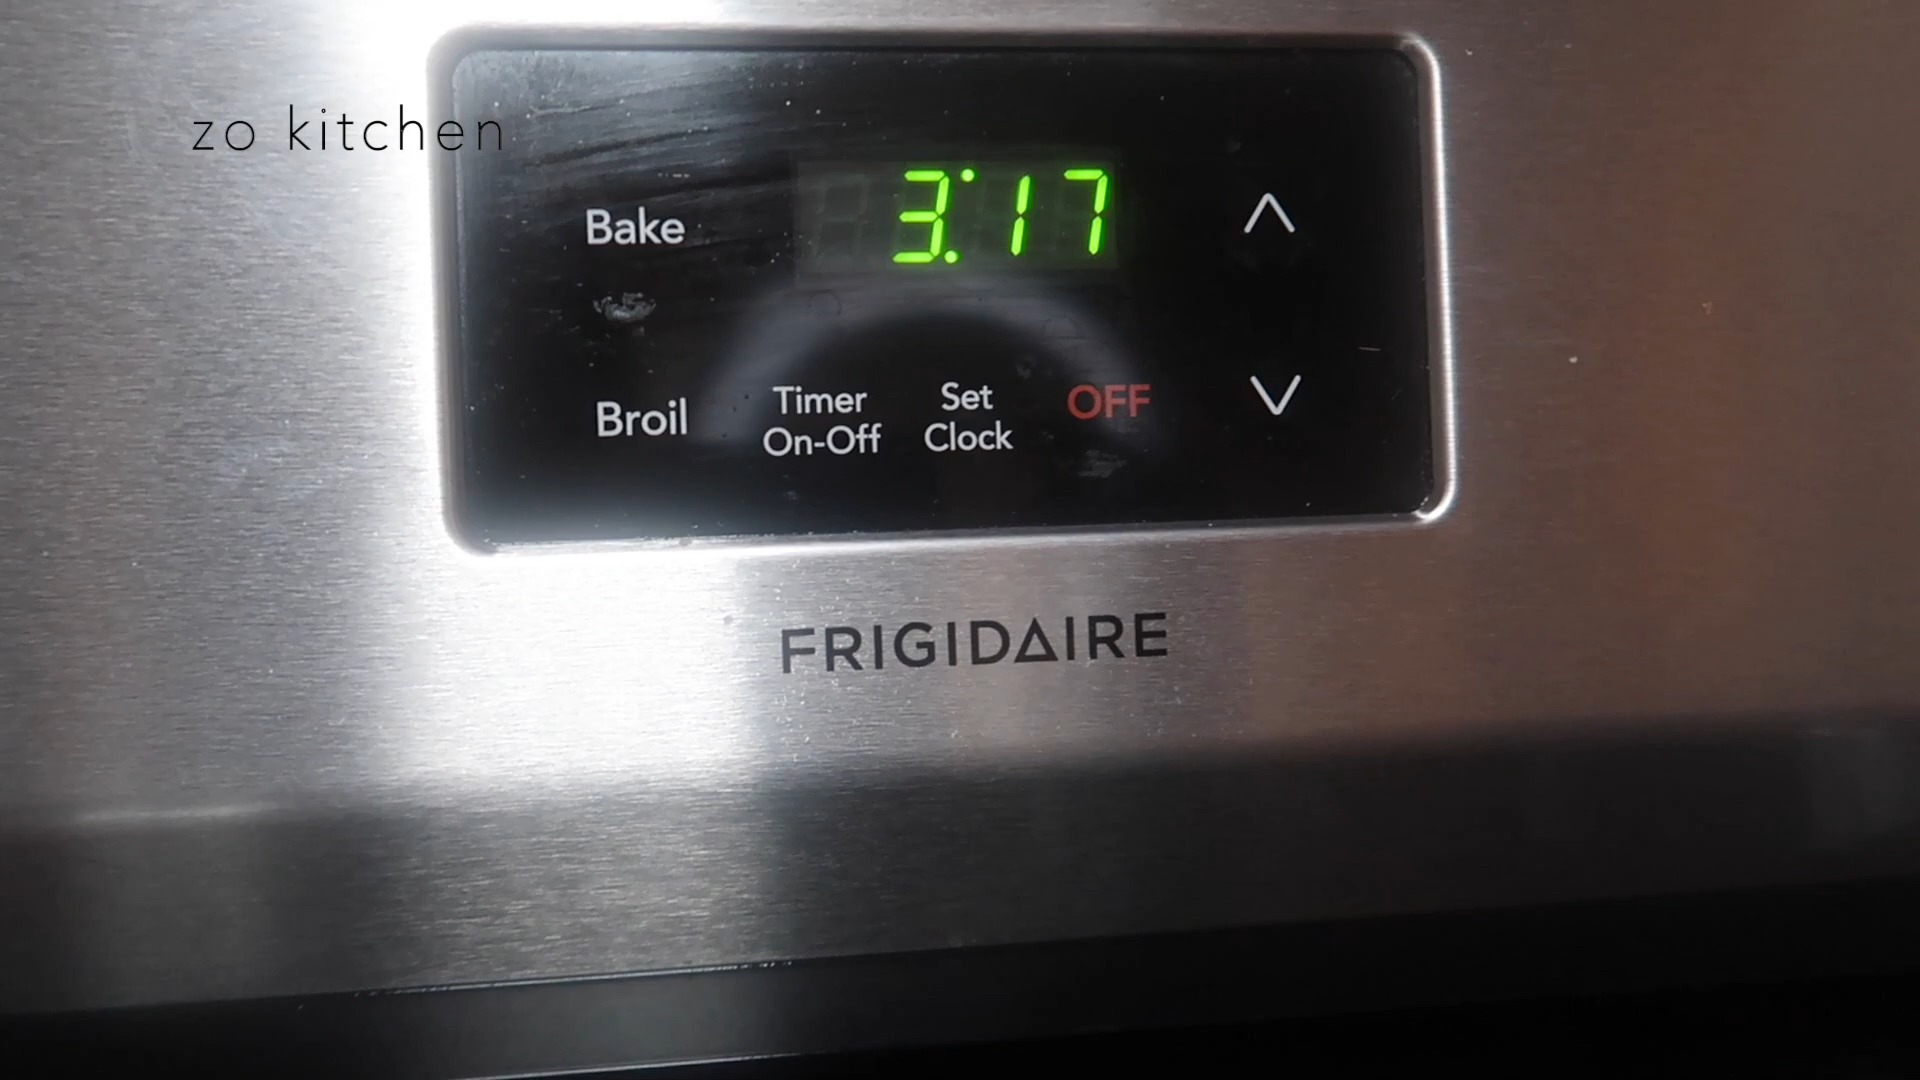 zo kitchen
3:17
Bake
Broil
Timer
On-Off
Set
Clock
OFF
FRIGIDAIRE